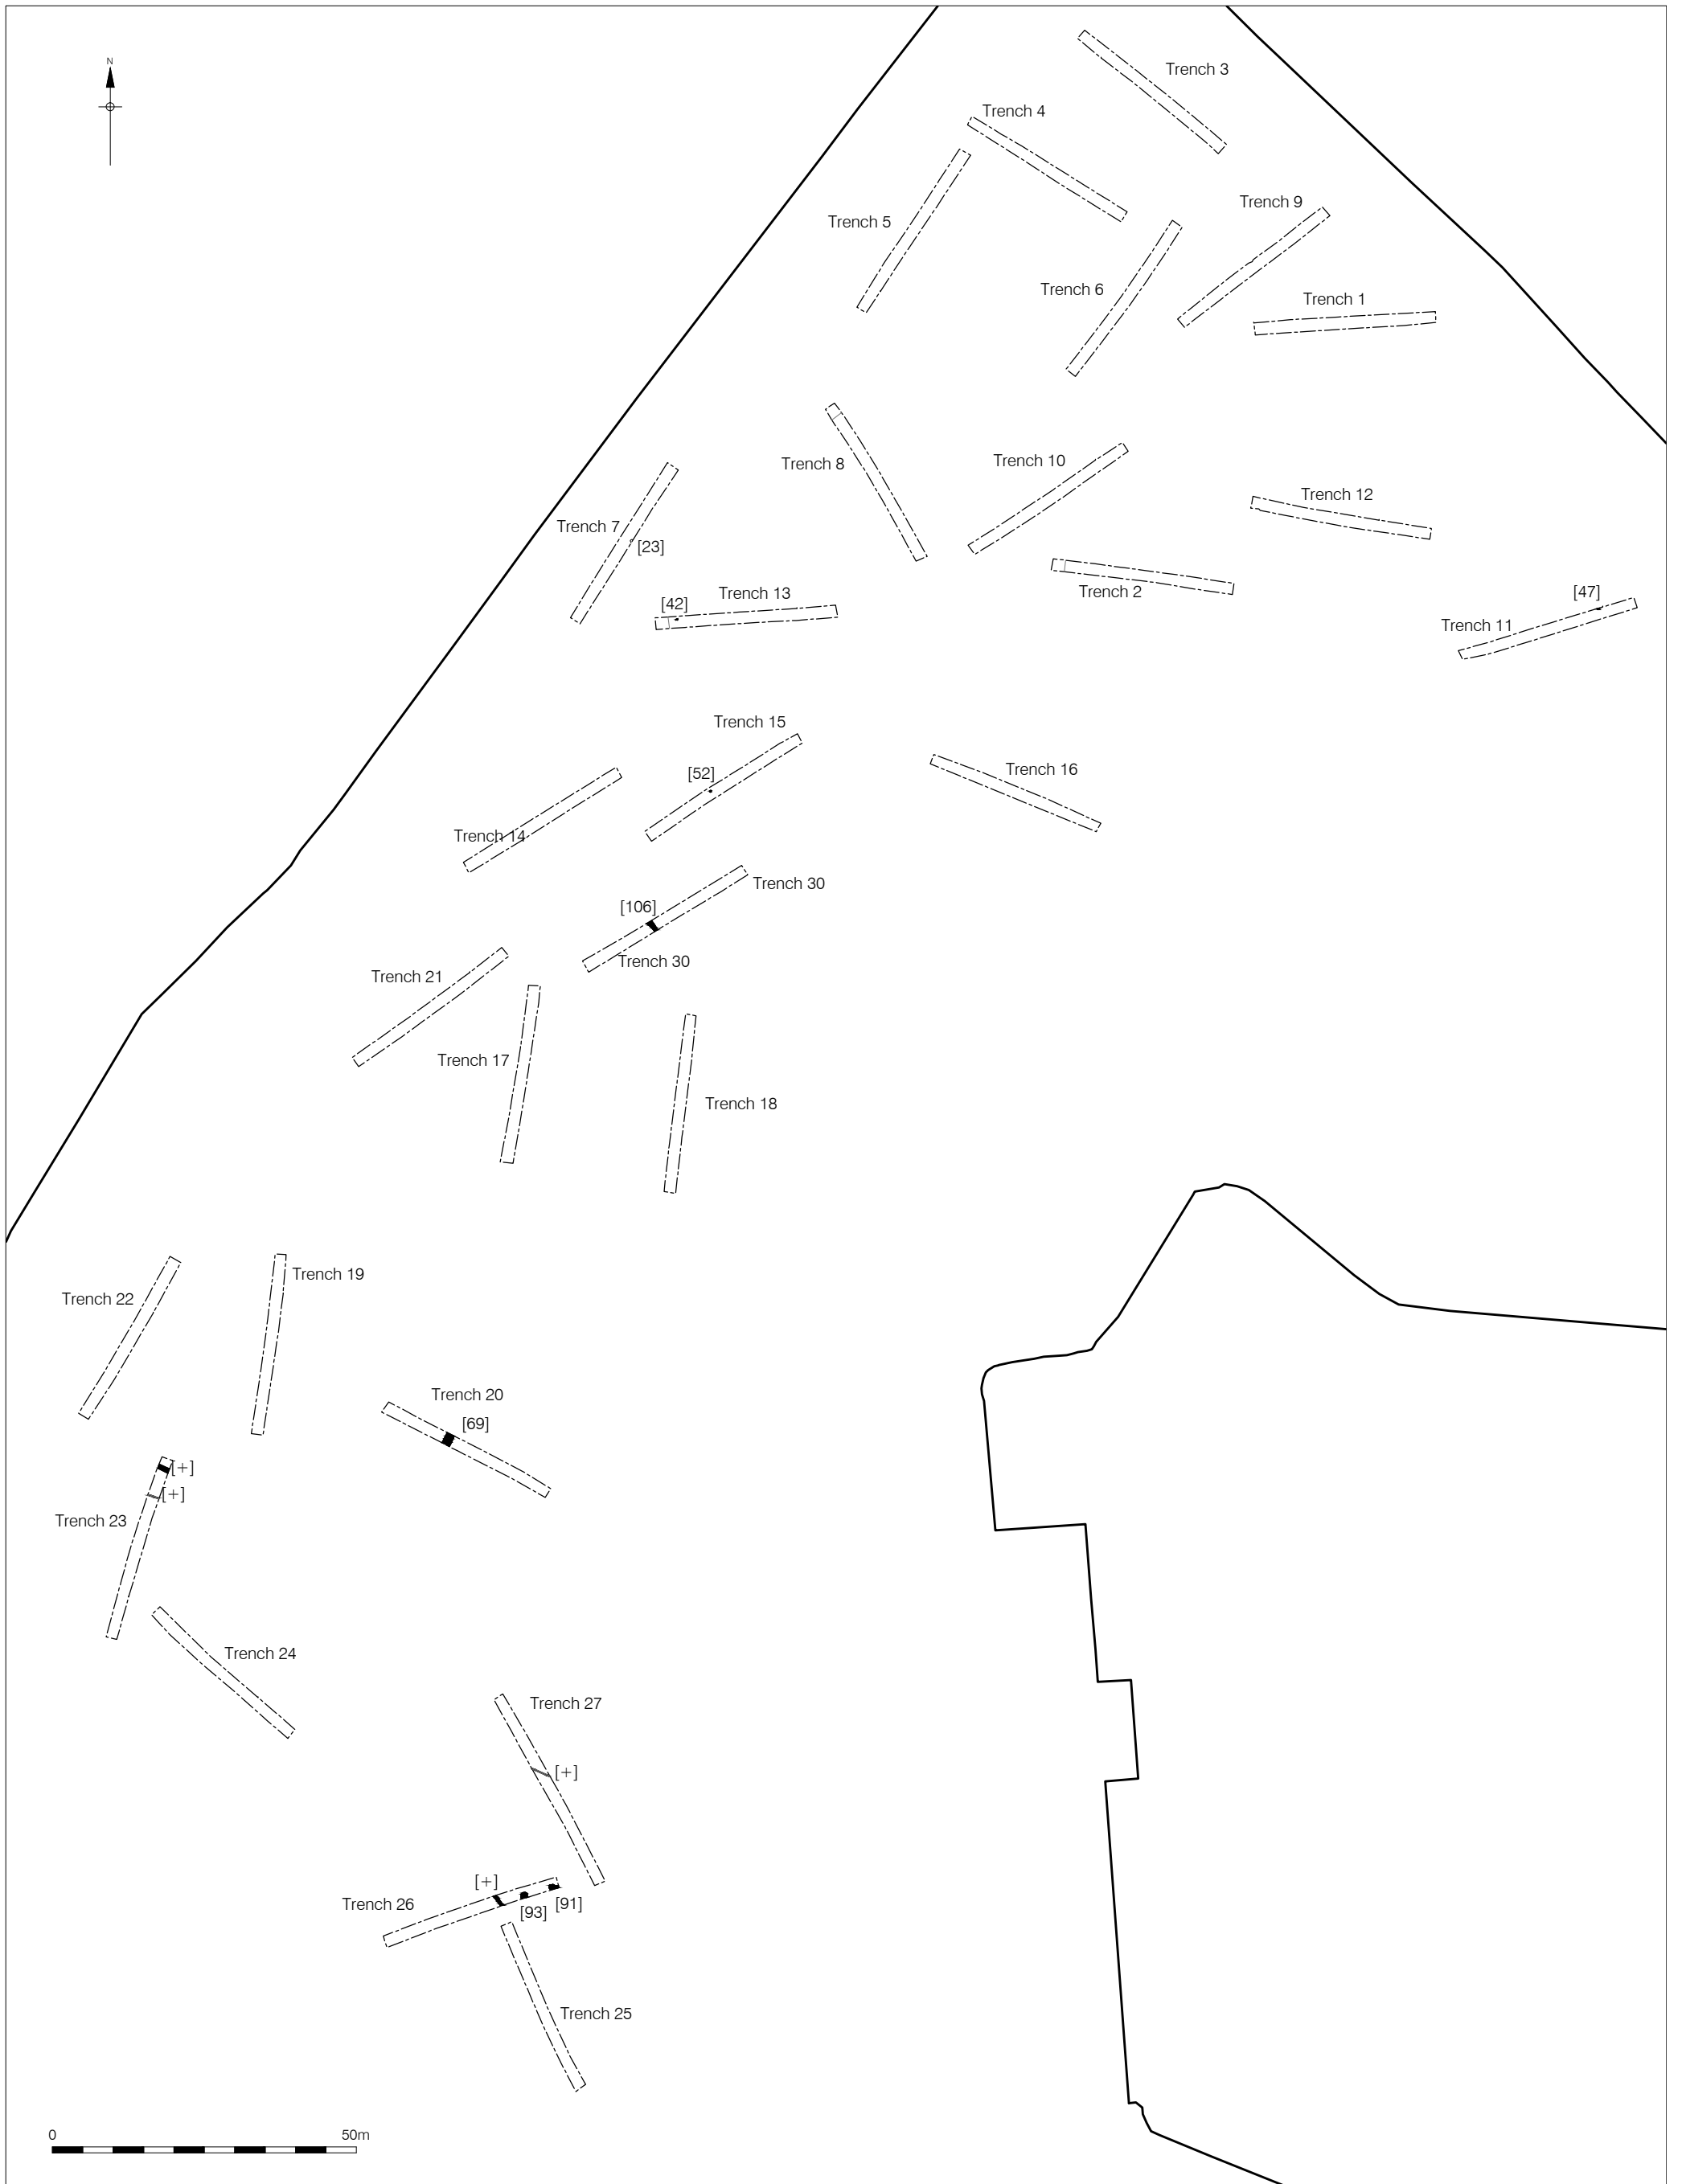 N
Trench 3
Trench 4
Trench 9
Trench 5
Trench 6
Trench 1
Trench 10
Trench 8
Trench 12
Trench 7
[23]
Trench 2
Trench 13
[42]
[47]
Trench 11
Trench 15
[52]
Trench 16
Trench 14
Trench 30
[106]
Trench 30
Trench 21
Trench 17
Trench 18
Trench 19
Trench 22
Trench 20
[69]
[+]
[+]
Trench 23
Trench 24
Trench 27
[+]
[+]
Trench 26
[91]
[93]
Trench 25
0 50m